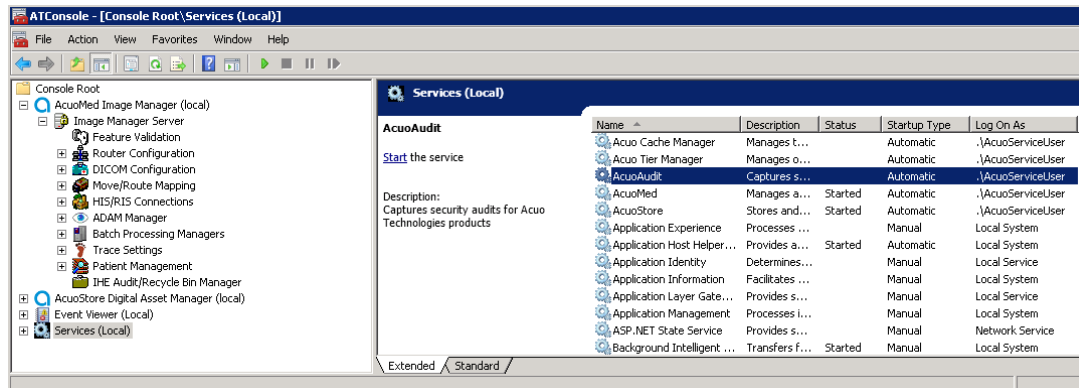 ATConsole - [Console Root\Services (Local)]
File Action View Favorites Window Help
Console Root
AcuoMed Image Manager (local)
Image Manager Server
Feature Validation
Router Configuration
DICOM Configuration
Move/Route Mapping
HIS/RIS Connections
ADAM Manager
Batch Processing Managers
Trace Settings
Patient Management
IHE Audit/Recycle Bin Manager
AcuoStore Digital Asset Manager (local)
Event Viewer (Local)
Services (Local)
Services (Local)
AcuoAudit
Start the service
Description:
Captures security audits for Acuo
Technologies products
Name Description Status Startup Type Log On As
Acuo Cache Manager Manages t... Automatic .\AcuoServiceUser
Acuo Tier Manager Manages o... Automatic .\AcuoServiceUser
AcuoAudit Captures s... Automatic .\AcuoServiceUser
AcuoMed Manages a... Started Automatic .\AcuoServiceUser
AcuoStore Stores and... Started Automatic .\AcuoServiceUser
Application Experience Processes ... Manual Local System
Application Host Helper... Provides a... Started Automatic Local System
Application Identity Determines... Manual Local Service
Application Information Facilitates ... Manual Local System
Application Layer Gate... Provides s... Manual Local Service
Application Management Processes i... Manual Local System
ASP.NET State Service Provides s... Manual Network Service
Background Intelligent ... Transfers f... Started Manual Local System
Extended Standard